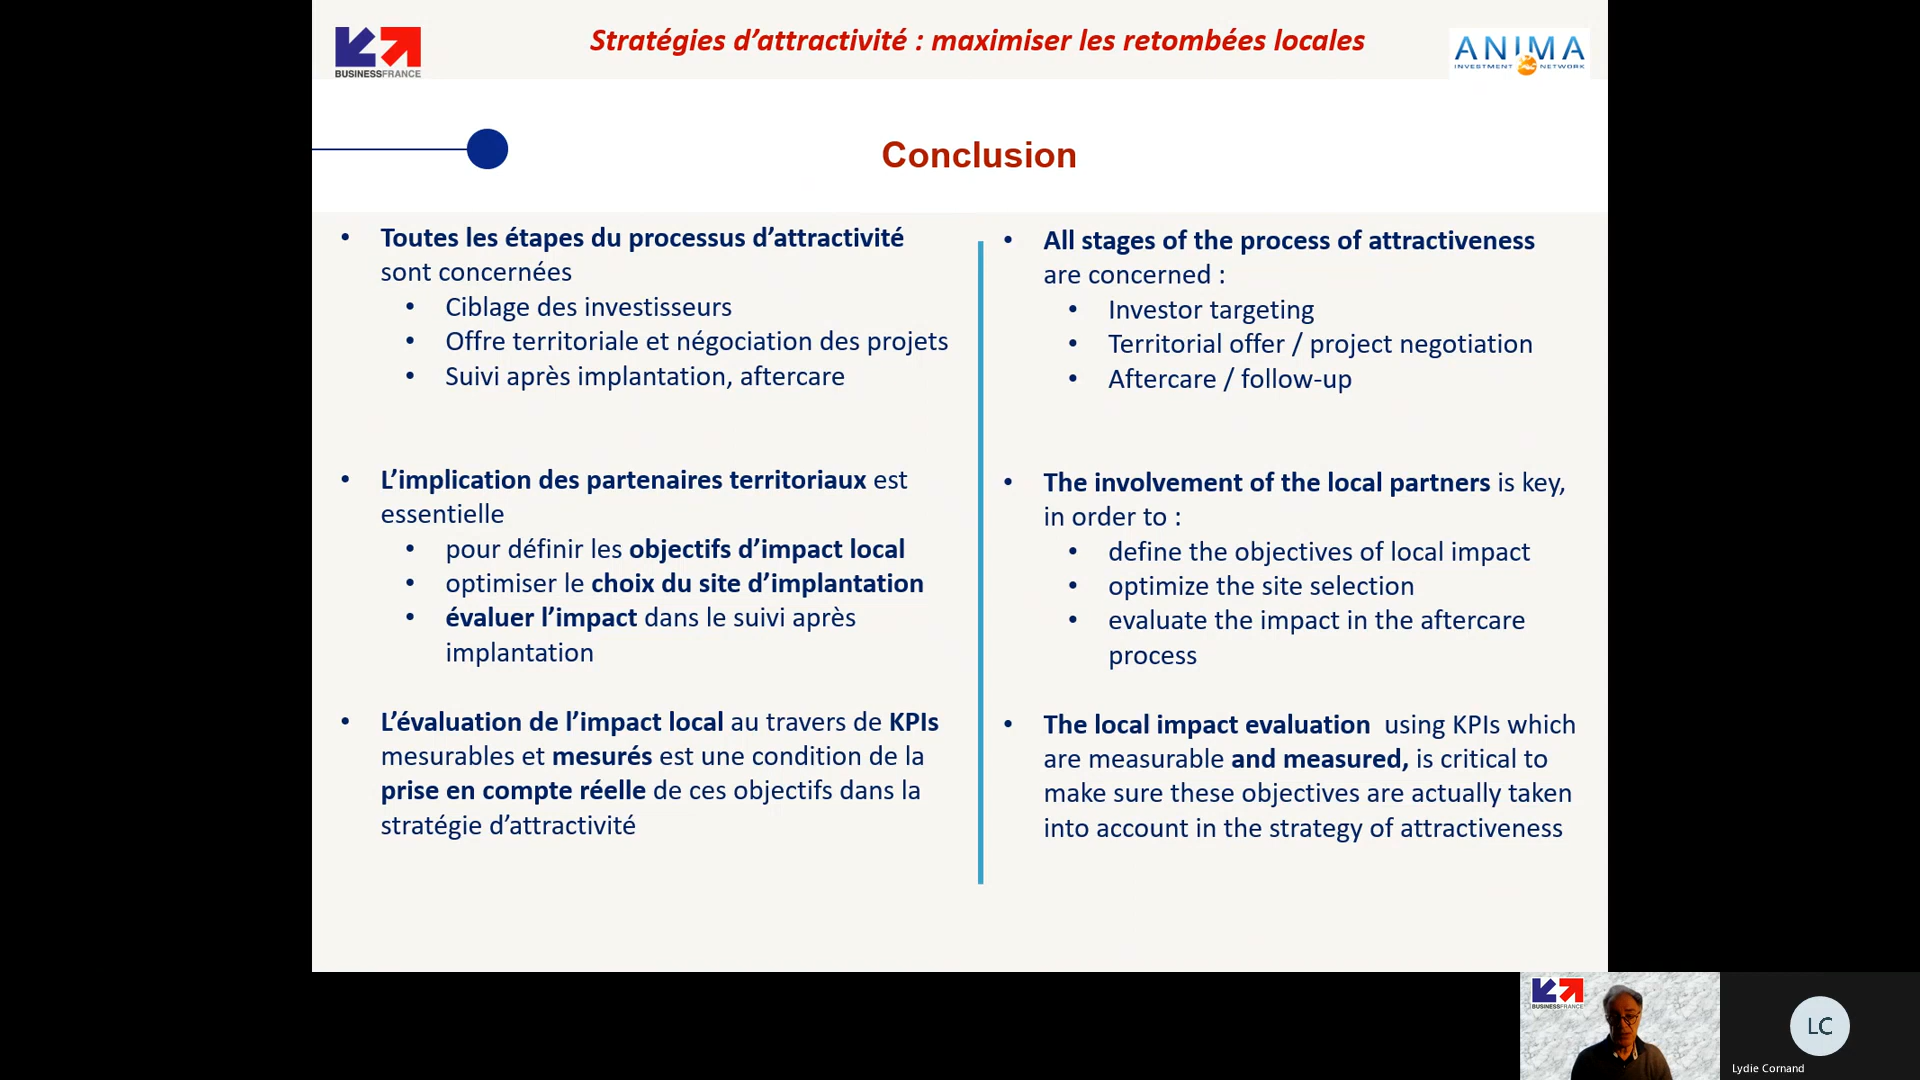 BUSINESSFRANCE
Stratégies d’attractivité : maximiser les retombées locales
ANIMA
INVESTMENT NETWORK
Conclusion
• Toutes les étapes du processus d’attractivité
sont concernées
• Ciblage des investisseurs
• Offre territoriale et négociation des projets
• Suivi après implantation, aftercare
• L’implication des partenaires territoriaux est
essentielle
• pour définir les objectifs d’impact local
• optimiser le choix du site d’implantation
• évaluer l’impact dans le suivi après
implantation
• L’évaluation de l’impact local au travers de KPIs
mesurables et mesurés est une condition de la
prise en compte réelle de ces objectifs dans la
stratégie d’attractivité
• All stages of the process of attractiveness
are concerned :
• Investor targeting
• Territorial offer / project negotiation
• Aftercare / follow-up
• The involvement of the local partners is key,
in order to :
• define the objectives of local impact
• optimize the site selection
• evaluate the impact in the aftercare
process
• The local impact evaluation using KPIs which
are measurable and measured, is critical to
make sure these objectives are actually taken
into account in the strategy of attractiveness
BUSINESSFRANCE
LC
Lydie Cornand